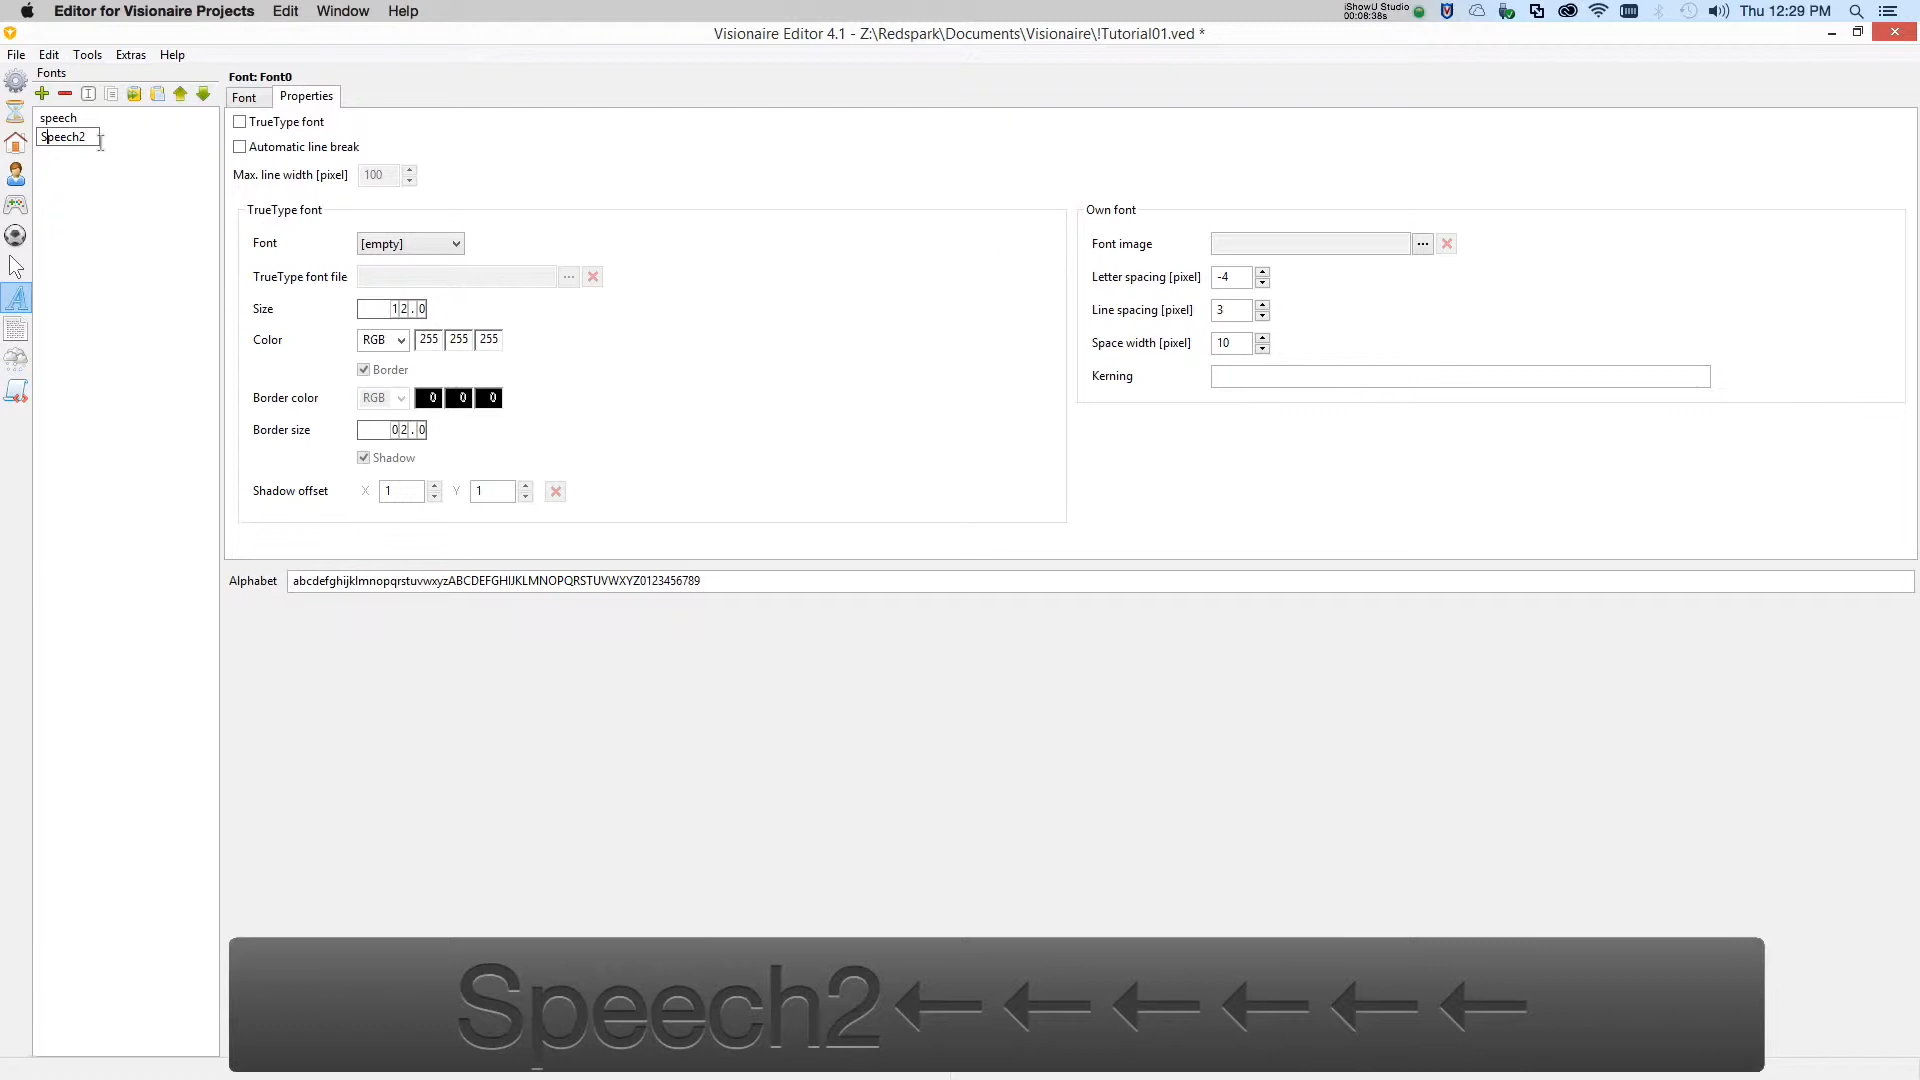 Editor for Visionaire Projects Edit Window Help iShowU Studio 00:08:38s Thu 12:29 PM
Visionaire Editor 4.1 - Z:\Redspark\Documents\Visionaire\!Tutorial01.ved *
File Edit Tools Extras Help
Fonts
Font: Font0
Font Properties
speech
Speech2
TrueType font
Automatic line break
Max. line width [pixel] 100
TrueType font
Font [empty]
TrueType font file ...
Size 12.0
Color RGB 255 255 255
Border
Border color RGB 0 0 0
Border size 02.0
Shadow
Shadow offset X 1 Y 1
Own font
Font image ...
Letter spacing [pixel] -4
Line spacing [pixel] 3
Space width [pixel] 10
Kerning
Alphabet abcdefghijklmnopqrstuvwxyzABCDEFGHIJKLMNOPQRSTUVWXYZ0123456789
Speech2←←←←←←